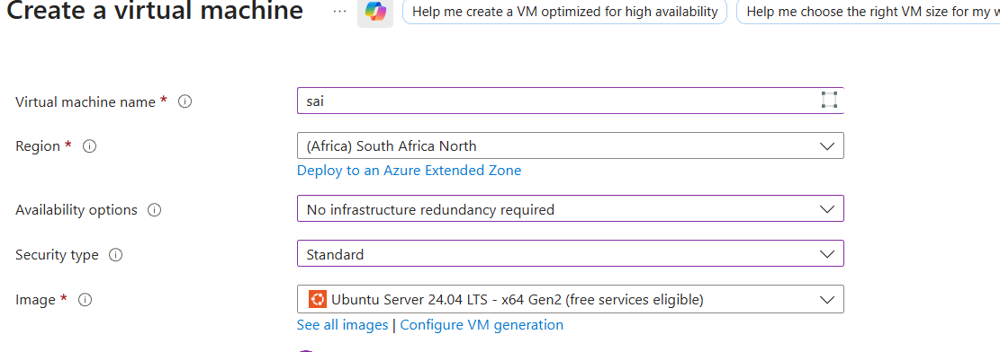 Create a virtual machine ... Help me create a VM optimized for high availability Help me choose the right VM size for my w
Virtual machine name * sai
Region * (Africa) South Africa North
Deploy to an Azure Extended Zone
Availability options No infrastructure redundancy required
Security type Standard
Image * Ubuntu Server 24.04 LTS - x64 Gen2 (free services eligible)
See all images | Configure VM generation